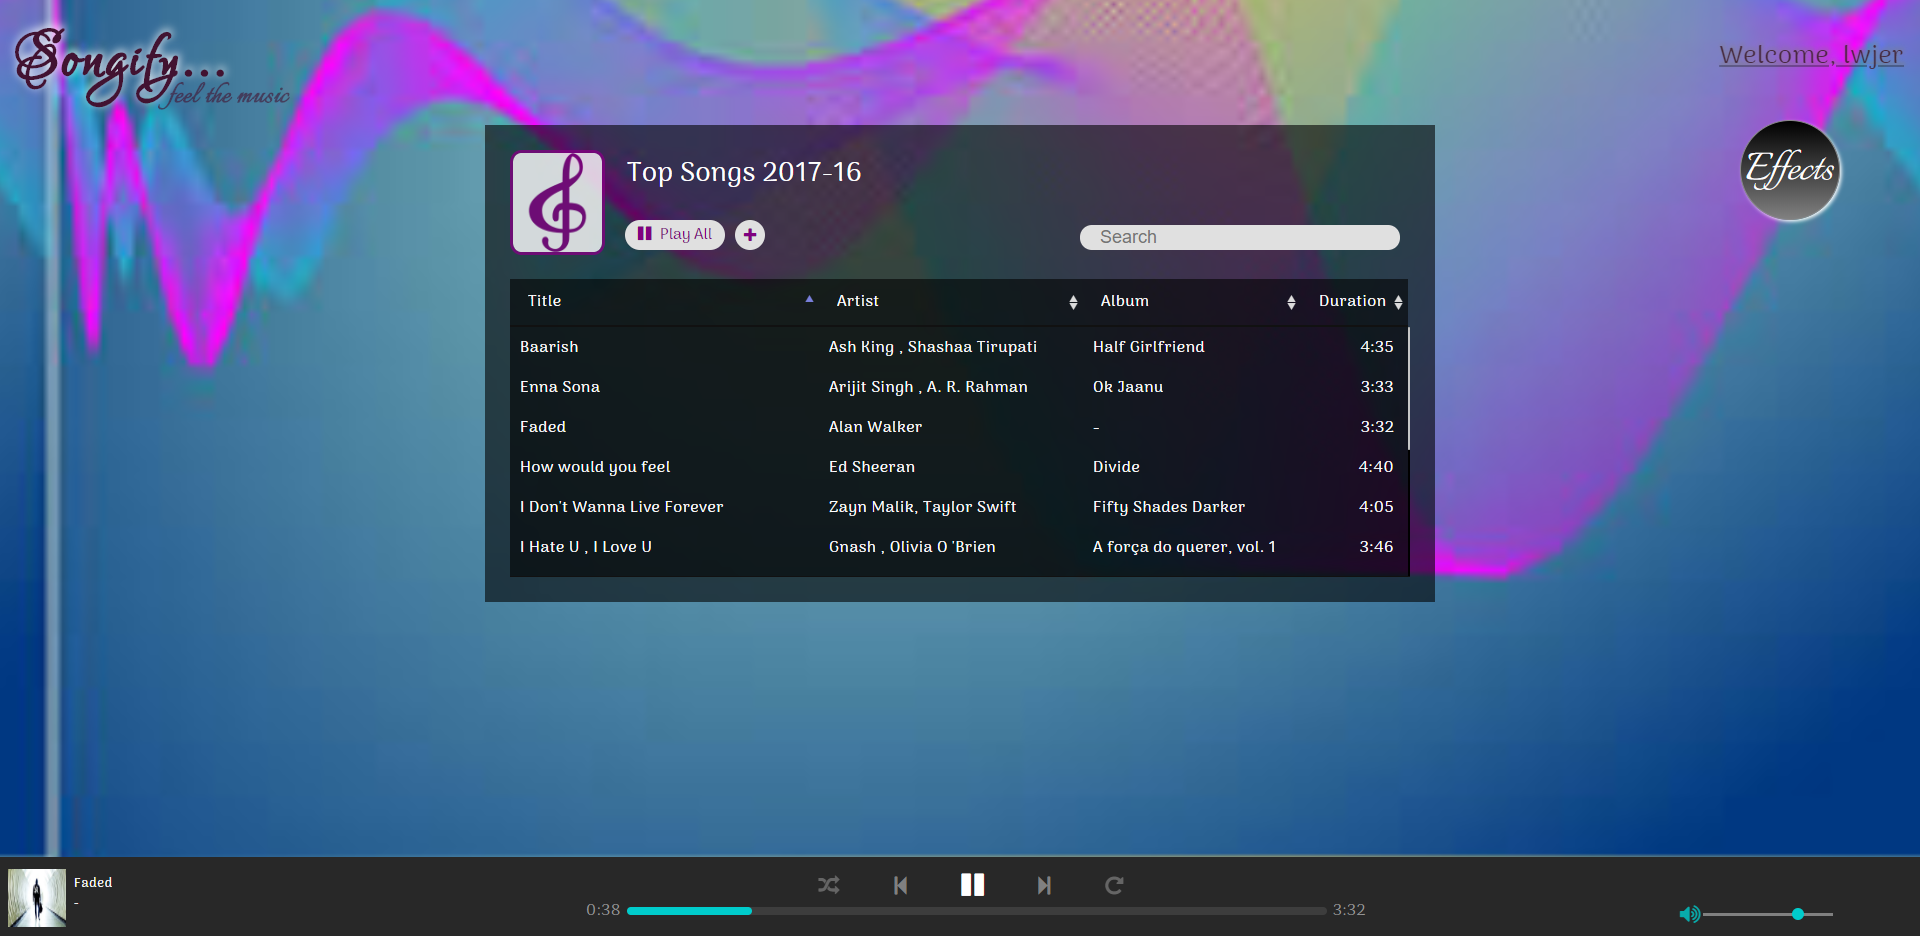 Songify...
feel the music
Welcome, lwjer
Effects
Top Songs 2017-16
Play All
Search
Title Artist Album Duration
Baarish Ash King , Shashaa Tirupati Half Girlfriend 4:35
Enna Sona Arijit Singh , A. R. Rahman Ok Jaanu 3:33
Faded Alan Walker - 3:32
How would you feel Ed Sheeran Divide 4:40
I Don't Wanna Live Forever Zayn Malik, Taylor Swift Fifty Shades Darker 4:05
I Hate U , I Love U Gnash , Olivia O 'Brien A força do querer, vol. 1 3:46
Faded
-
0:38 3:32